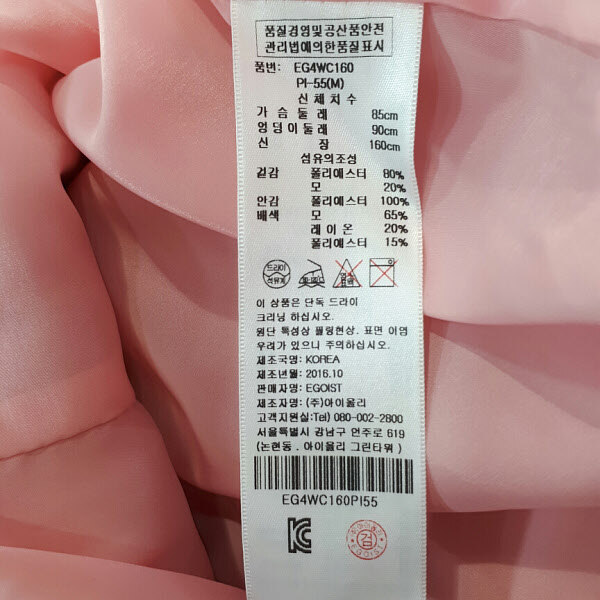 품질경영및공산품안전
관리법에의한품질표시
품번: EG4WC160
PI-55(M)
신체치수
가슴둘레 85cm
엉덩이둘레 90cm
신 장 160cm
섬유의조성
겉감 폴리에스터 80%
모 20%
안감 폴리에스터 100%
배색 모 65%
레이온 20%
폴리에스터 15%
드라이
석유계
이 상품은 단독 드라이
크리닝 하십시오.
원단 특성상 필링현상. 표면 이염
우려가 있으니 주의하십시오.
제조국명: KOREA
제조년월: 2016.10
판매자명: EGOIST
제조자명: (주)아이올리
고객지원실:Tel) 080-002-2800
서울특별시 강남구 언주로 619
(논현동 . 아이올리 그린타워 )
EG4WC160PI55
검
EGOIST